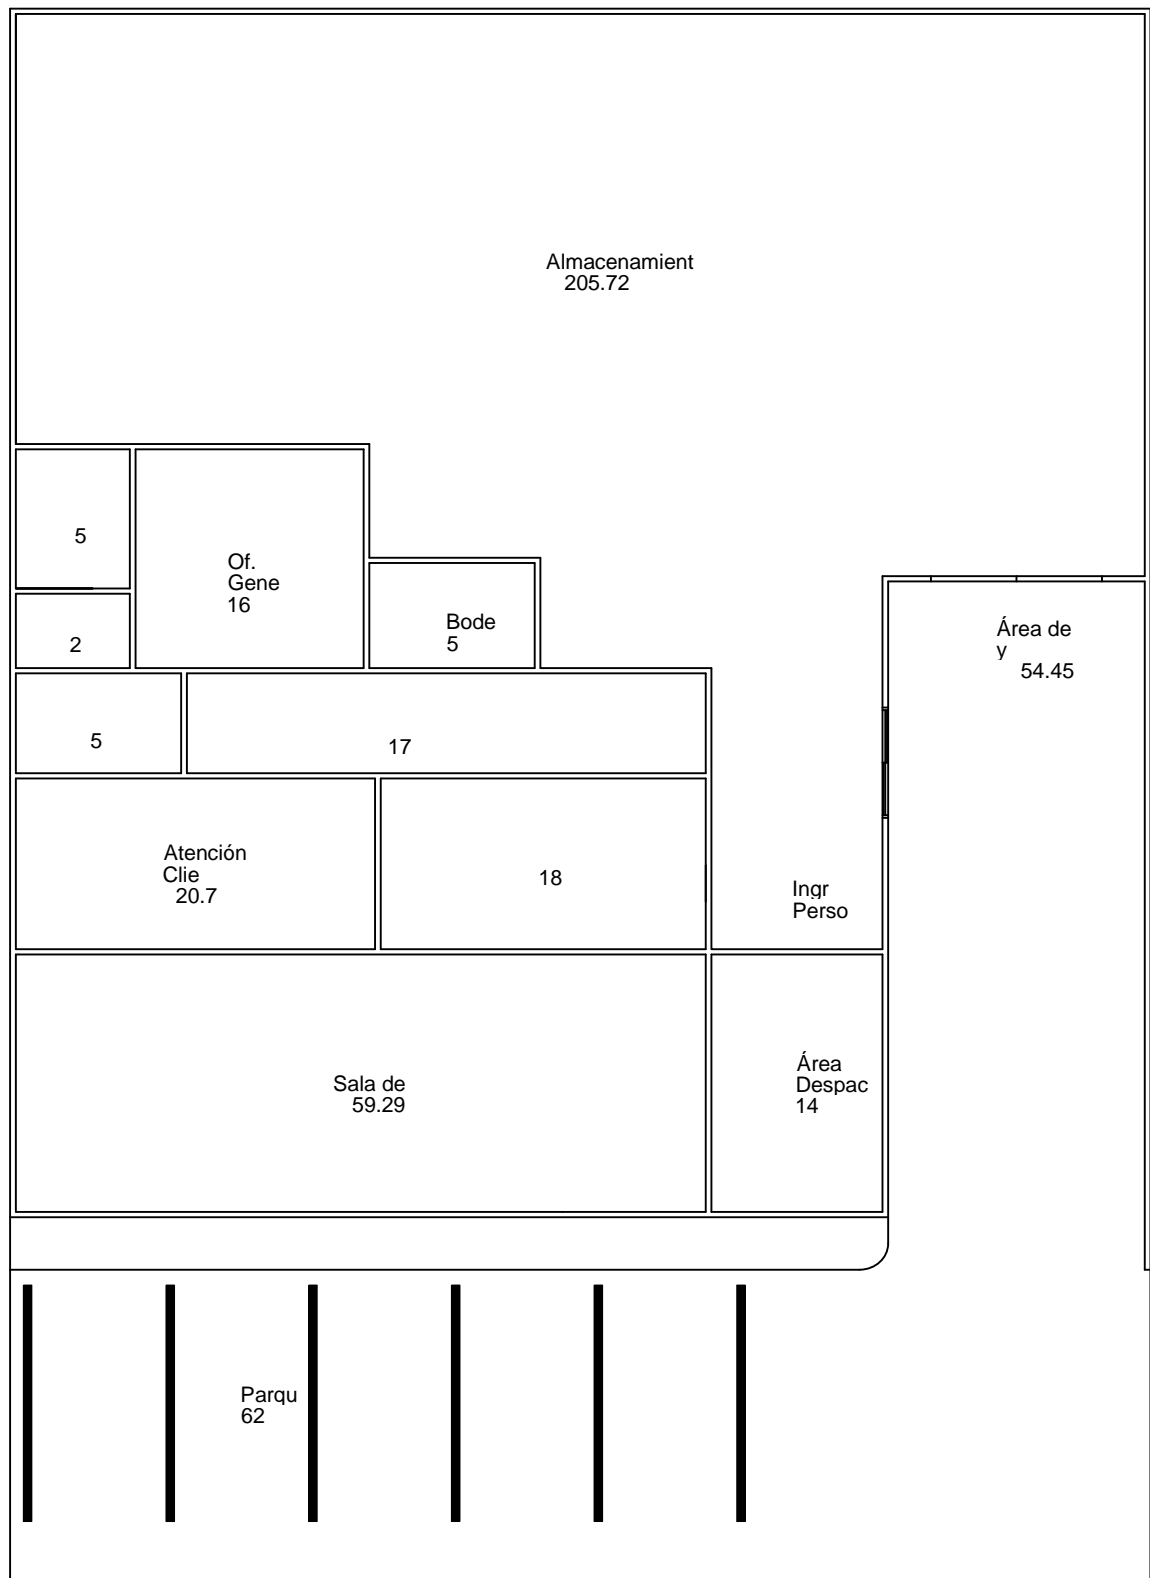 Almacenamient
205.72
5
Of.
Gene
16
Bode
5
Área de
y
54.45
2
5
17
Atención
Clie
20.7
18
Ingr
Perso
Sala de
59.29
Área
Despac
14
Parqu
62